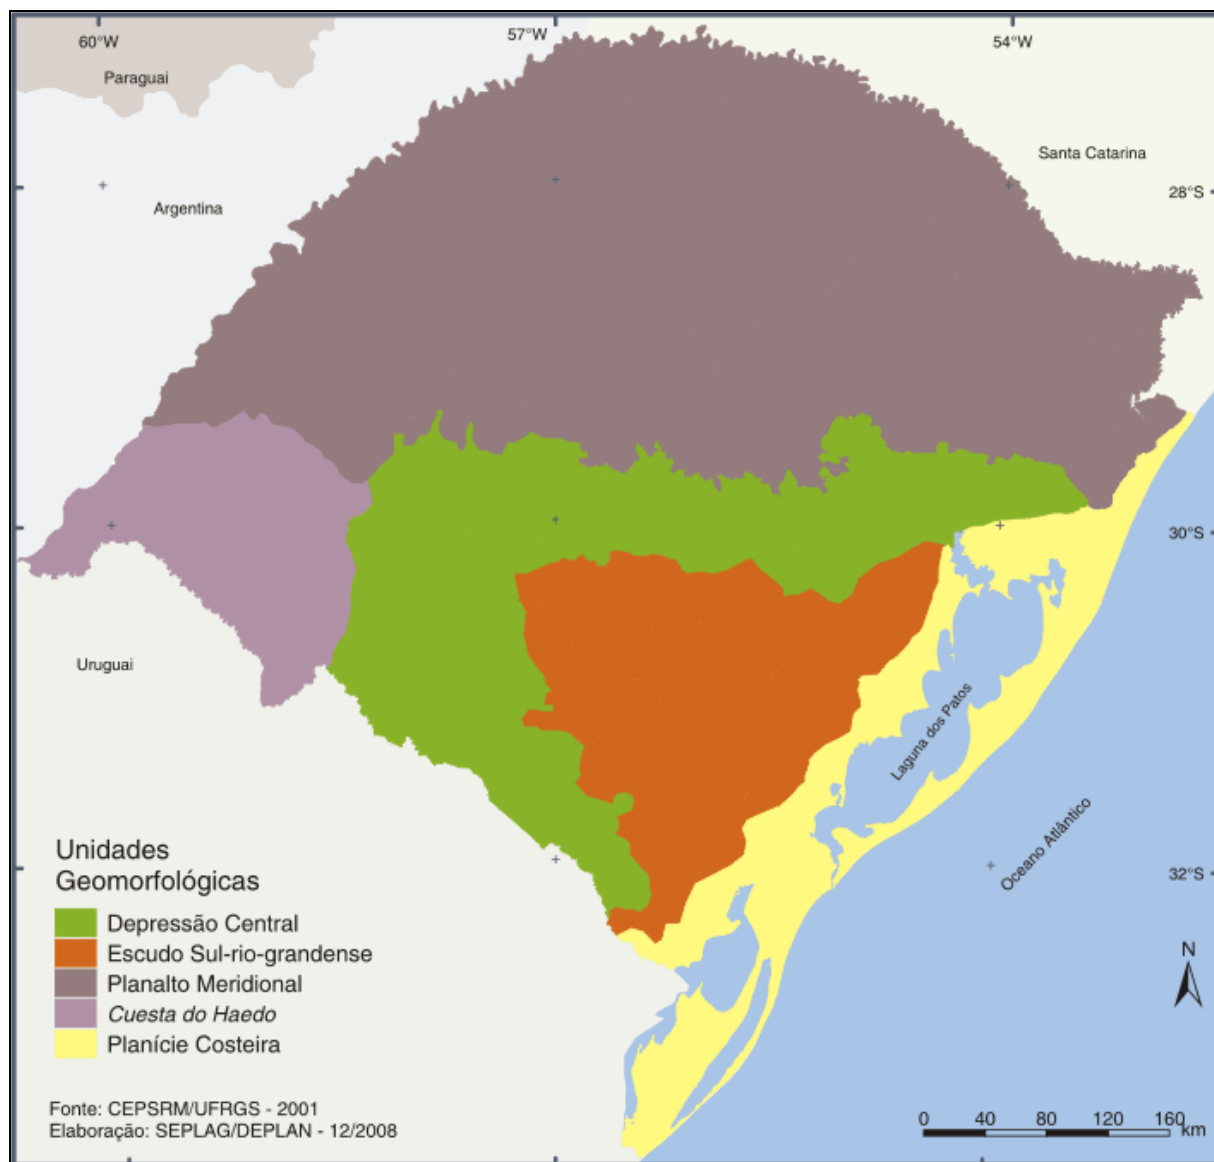 60°W
57°W
54°W
Paraguai
Santa Catarina
28°S
Argentina
30°S
Uruguai
Laguna dos Patos
Oceano Atlântico
32°S
Unidades
Geomorfológicas
Depressão Central
Escudo Sul-rio-grandense
Planalto Meridional
Cuesta do Haedo
Planície Costeira
N
Fonte: CEPSRM/UFRGS - 2001
Elaboração: SEPLAG/DEPLAN - 12/2008
0 40 80 120 160 km